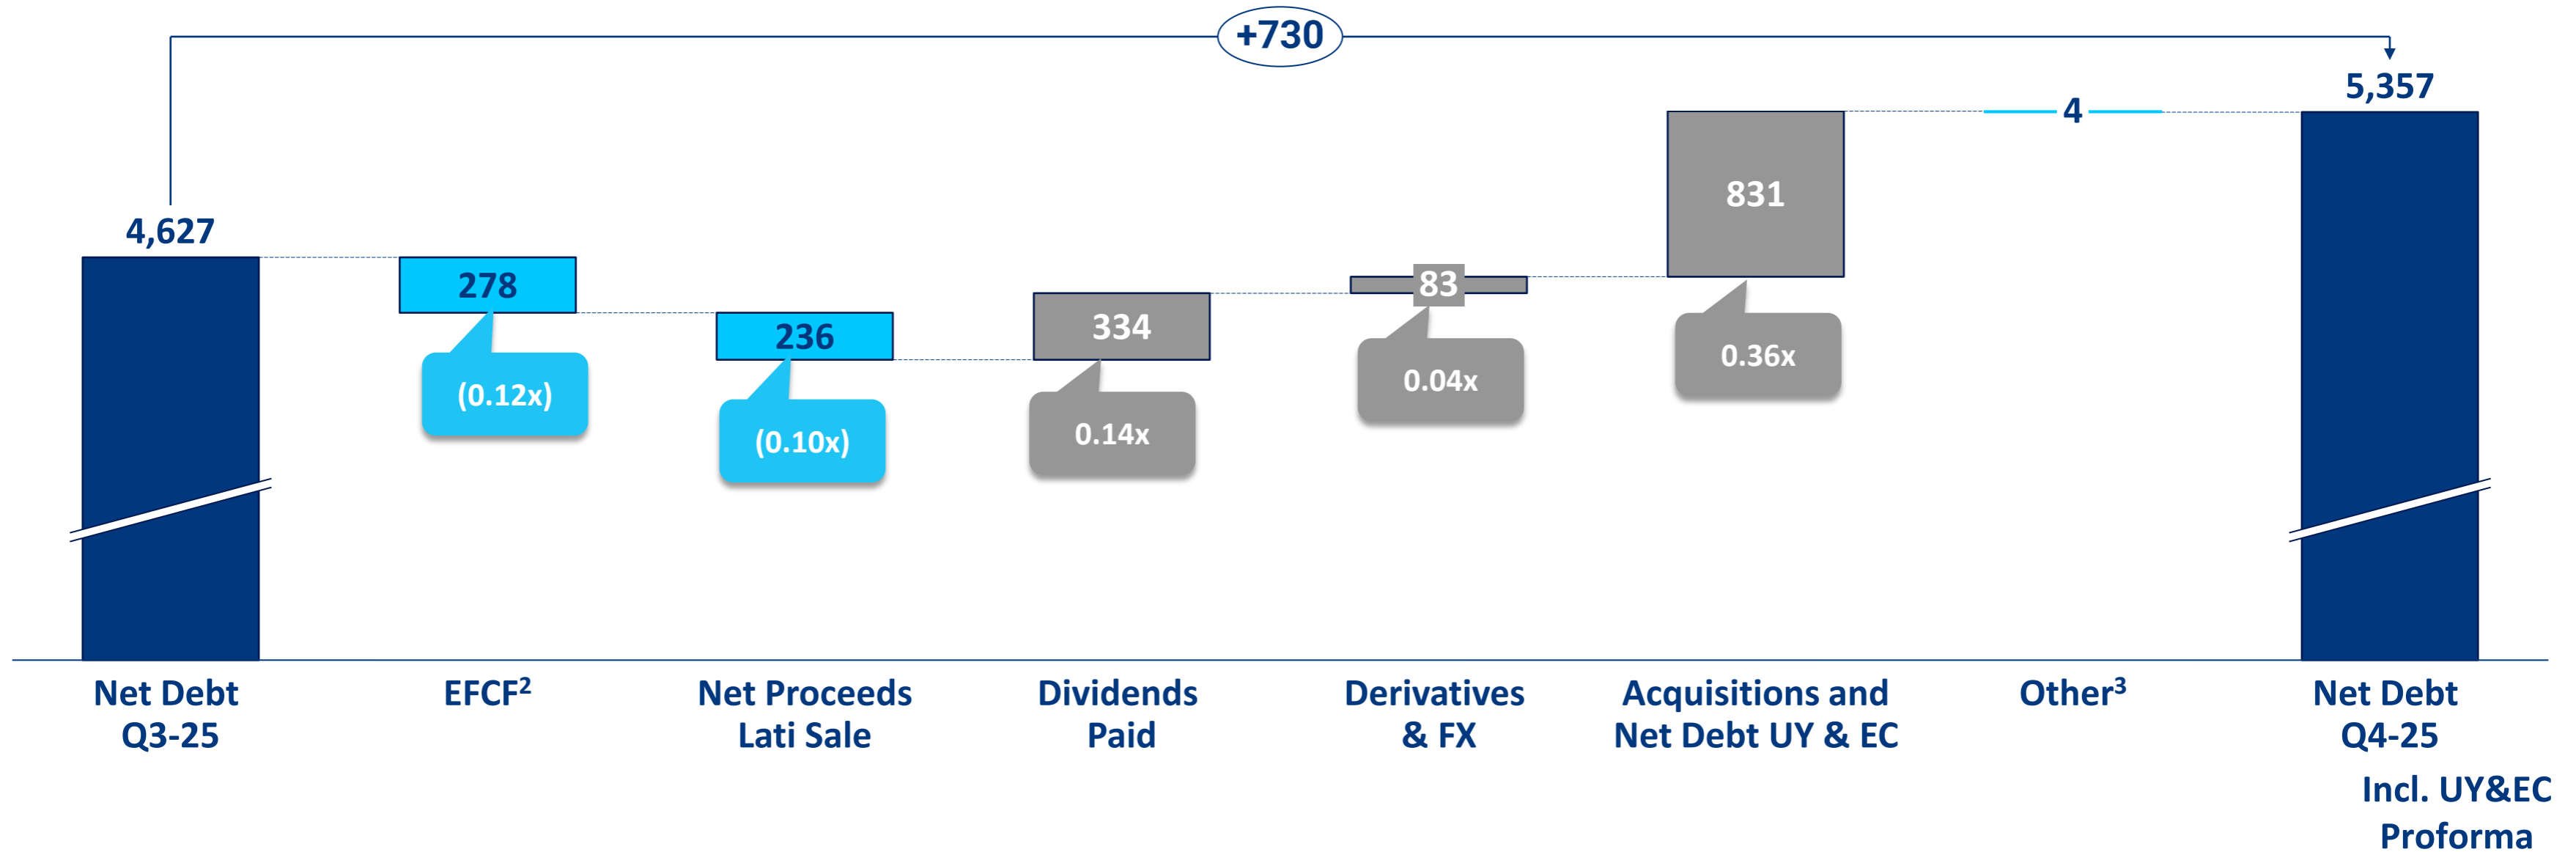 +730
5,357
4
831
4,627
83
278
334
236
0.36x
0.04x
(0.12x)
0.14x
(0.10x)
Net Debt
Q3-25
EFCF²
Net Proceeds
Lati Sale
Dividends
Paid
Derivatives
& FX
Acquisitions and
Net Debt UY & EC
Other³
Net Debt
Q4-25
Incl. UY&EC
Proforma